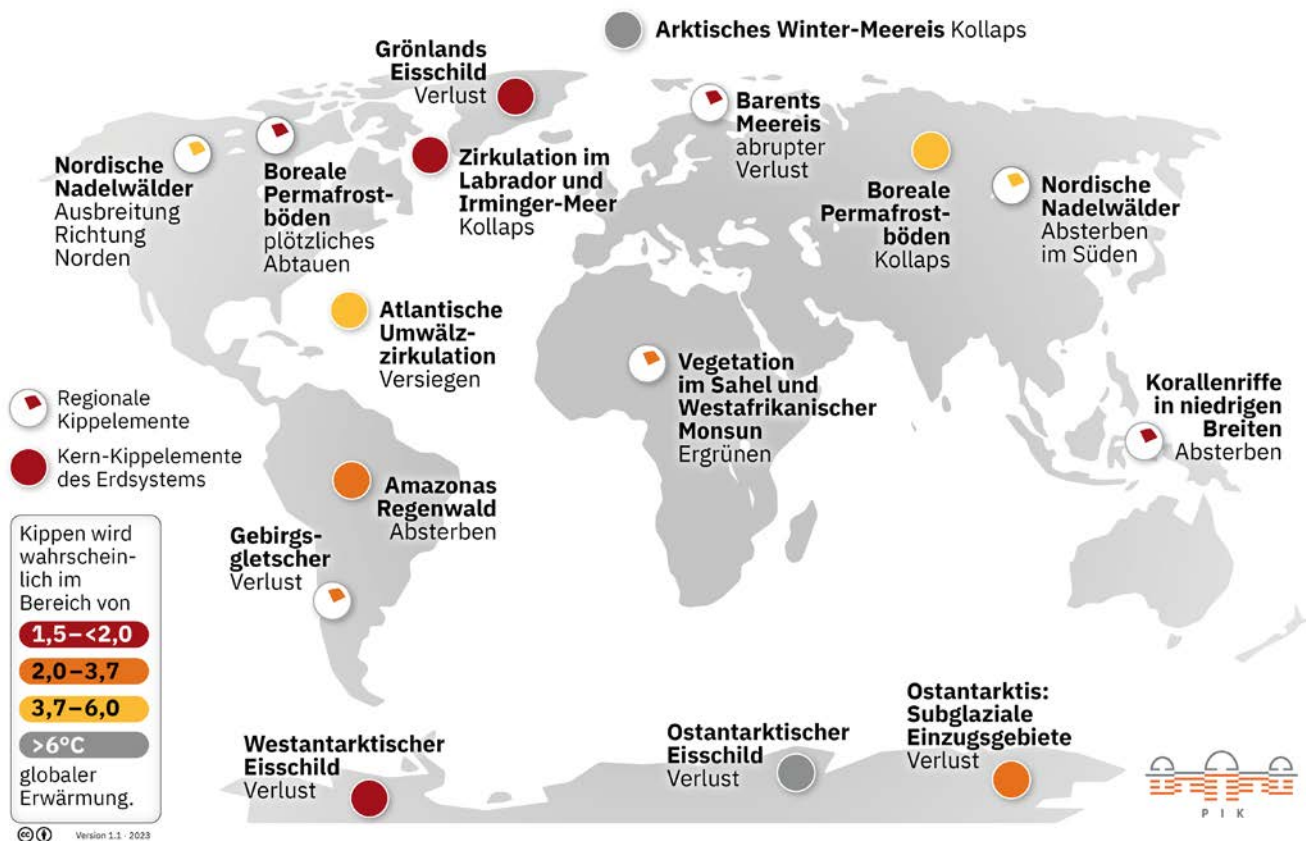 Arktisches Winter-Meereis Kollaps
Grönlands
Eisschild
Verlust
Barents
Meereis
abrupter
Verlust
Nordische
Nadelwälder
Ausbreitung
Richtung
Norden
Boreale
Permafrost-
böden
plötzliches
Abtauen
Zirkulation im
Labrador und
Irminger-Meer
Kollaps
Boreale
Permafrost-
böden
Kollaps
Nordische
Nadelwälder
Absterben
im Süden
Atlantische
Umwälz-
zirkulation
Versiegen
Vegetation
im Sahel und
Westafrikanischer
Monsun
Ergrünen
Korallenriffe
in niedrigen
Breiten
Absterben
Regionale
Kippelemente
Kern-Kippelemente
des Erdsystems
Amazonas
Regenwald
Absterben
Gebirgs-
gletscher
Verlust
Kippen wird
wahrschein-
lich im
Bereich von
1,5–<2,0
2,0–3,7
3,7–6,0
>6°C
globaler
Erwärmung.
Westantarktischer
Eisschild
Verlust
Ostantarktischer
Eisschild
Verlust
Ostantarktis:
Subglaziale
Einzugsgebiete
Verlust
PIK
cc
Version 1.1 · 2023